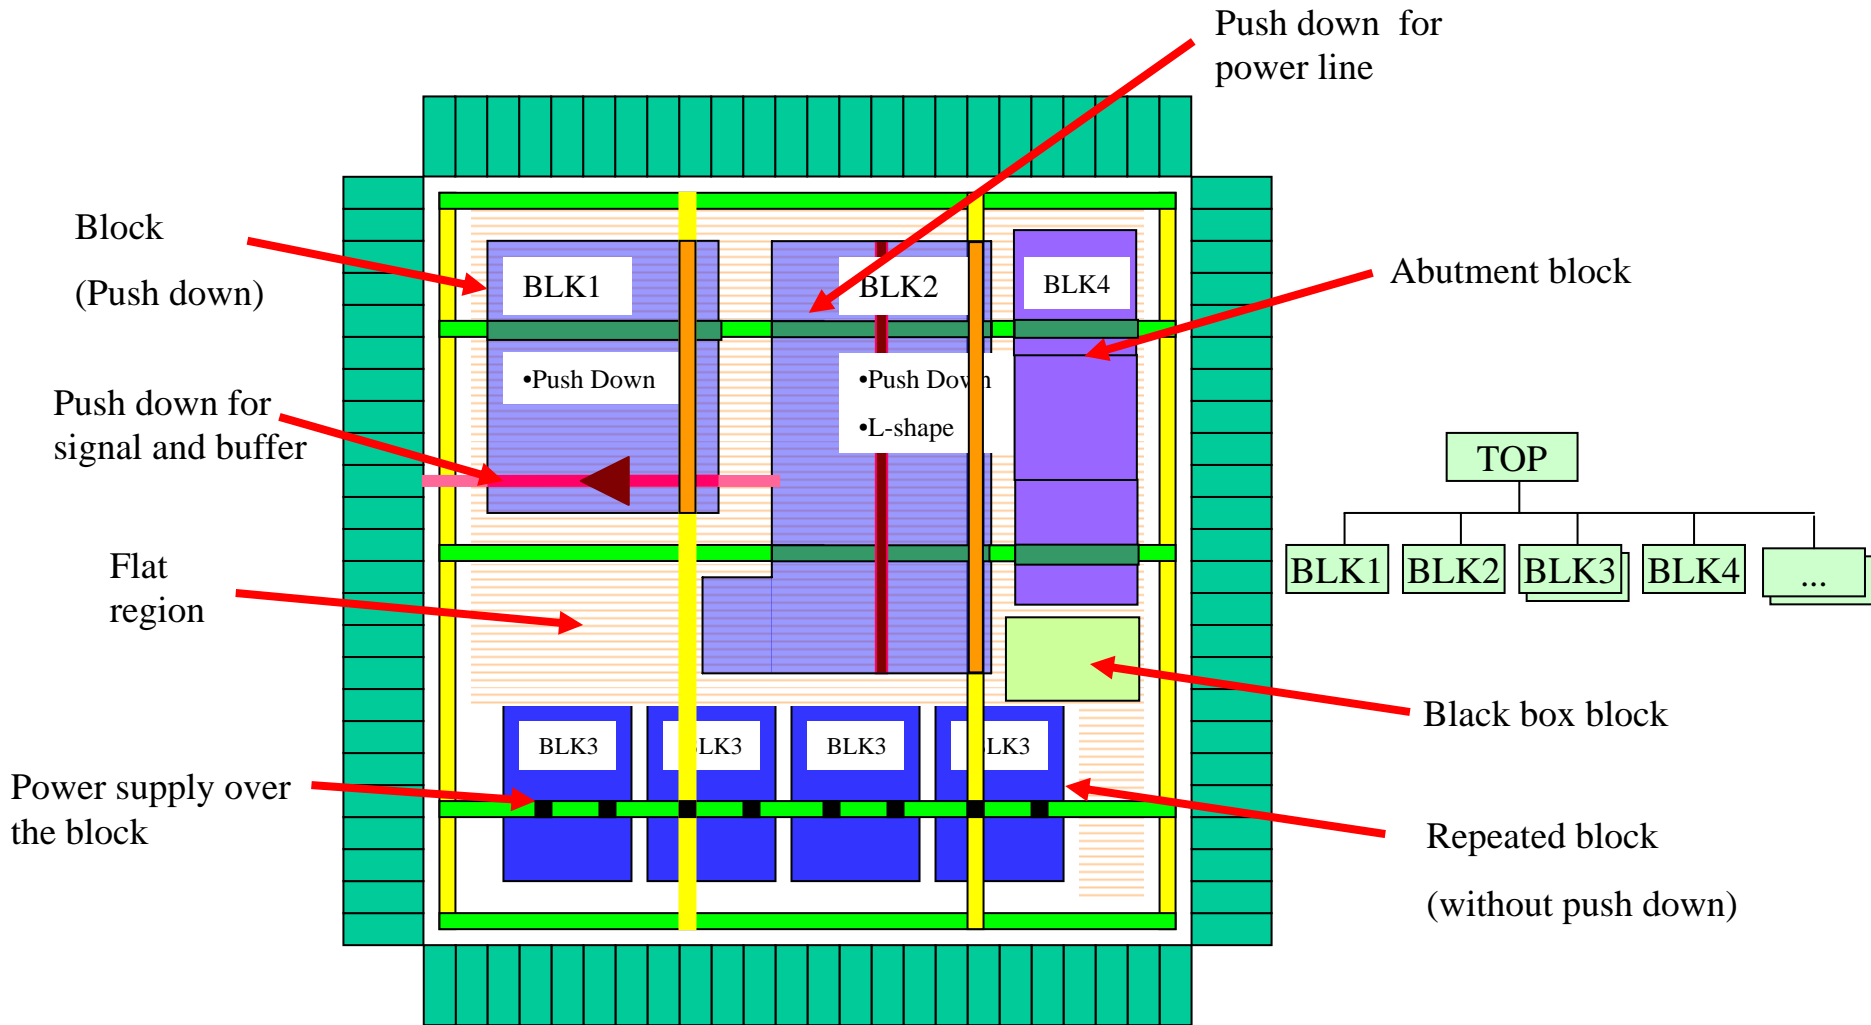 Push down for
power line
Block
(Push down)
BLK1
BLK2
BLK4
Abutment block
•Push Down
•Push Down
•L-shape
Push down for
signal and buffer
TOP
BLK1
BLK2
BLK3
BLK4
...
Flat
region
Black box block
BLK3
BLK3
BLK3
BLK3
Power supply over
the block
Repeated block
(without push down)